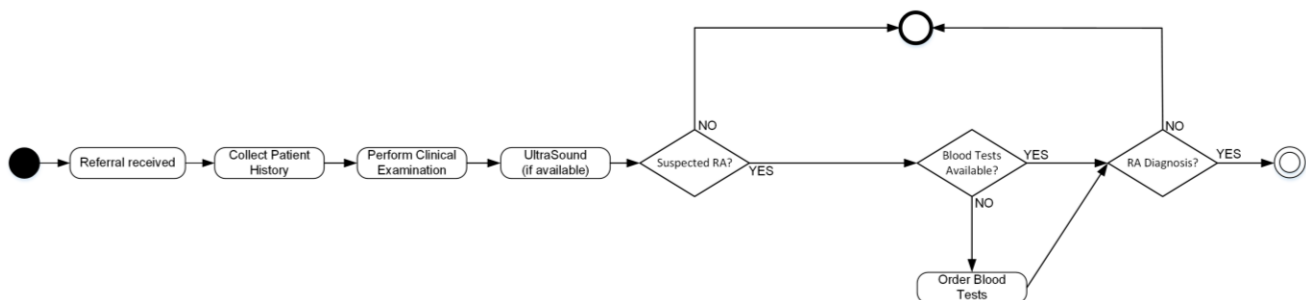 Referral received
Collect Patient
History
Perform Clinical
Examination
UltraSound
(if available)
Suspected RA?
NO
YES
Blood Tests
Available?
YES
NO
Order Blood
Tests
RA Diagnosis?
NO
YES